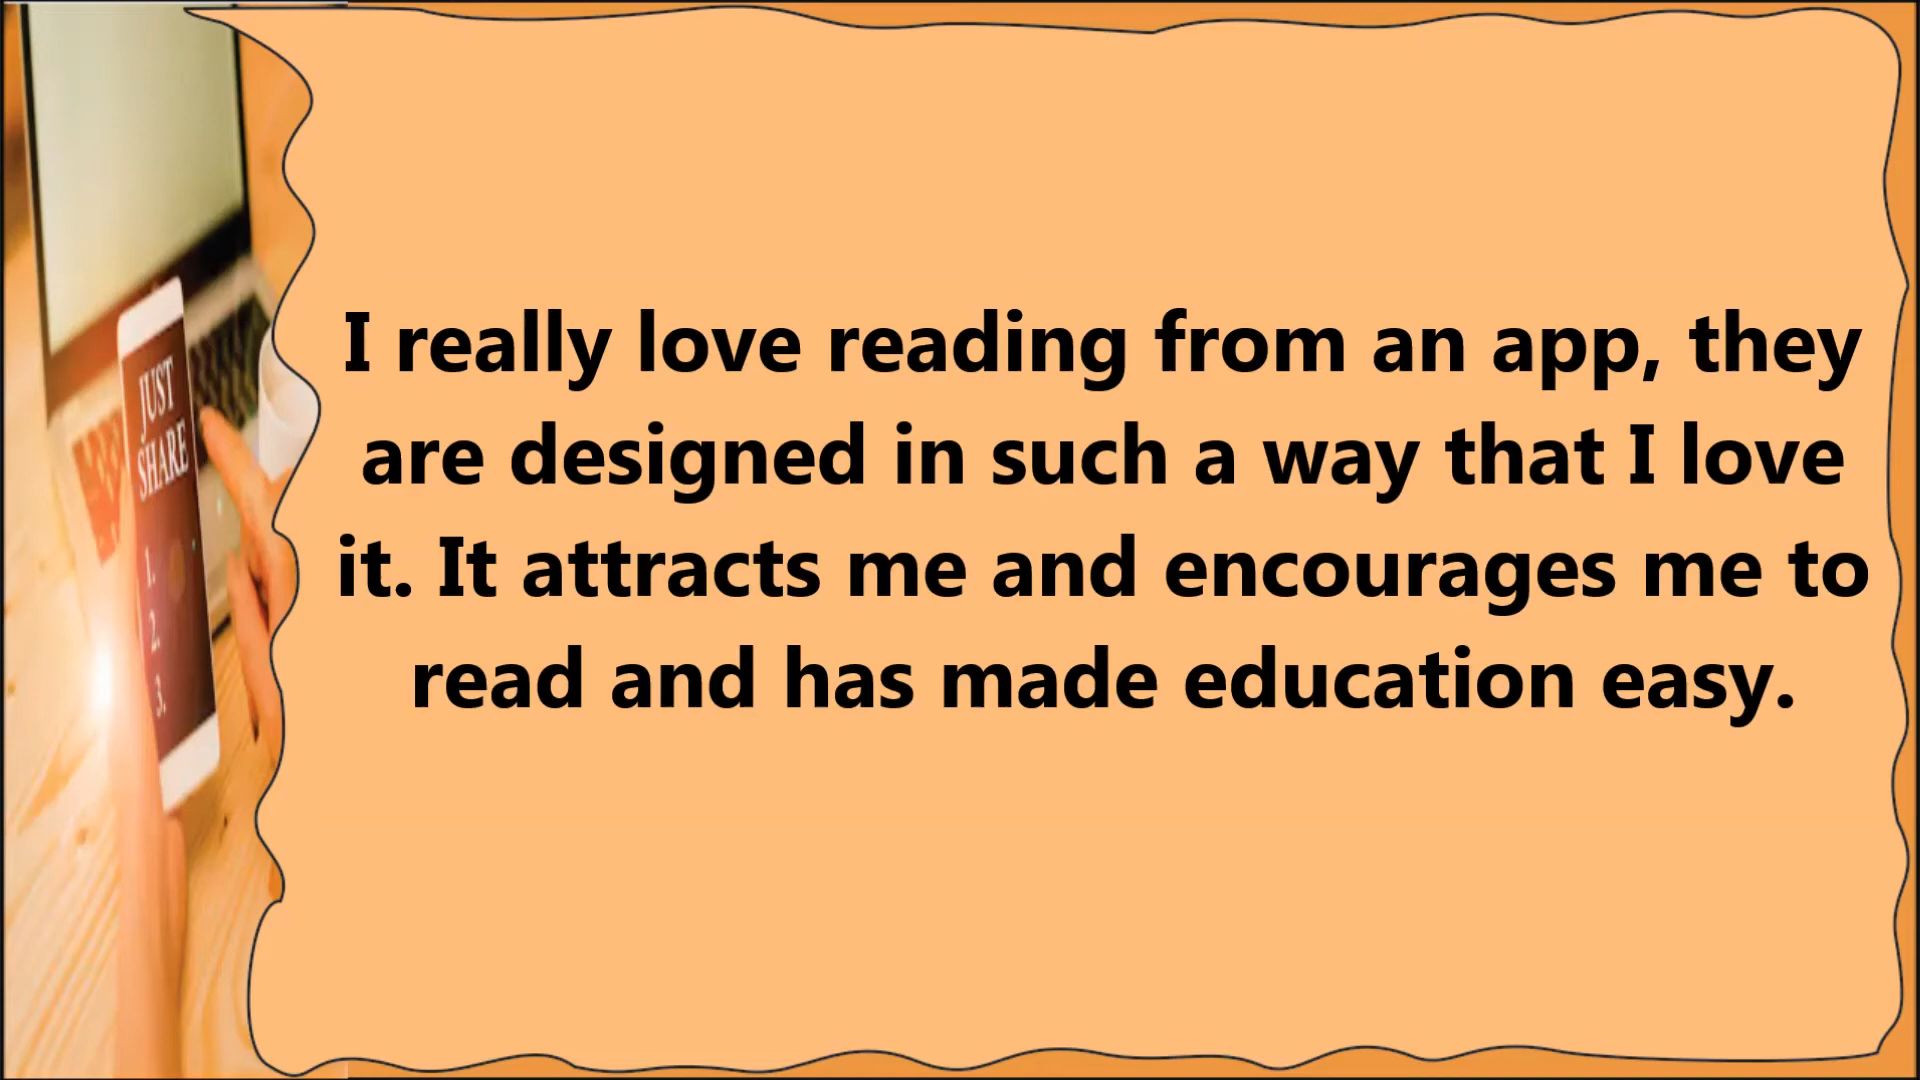 I really love reading from an app, they
are designed in such a way that I love
it. It attracts me and encourages me to
read and has made education easy.
JUST
SHARE
1.
2.
3.